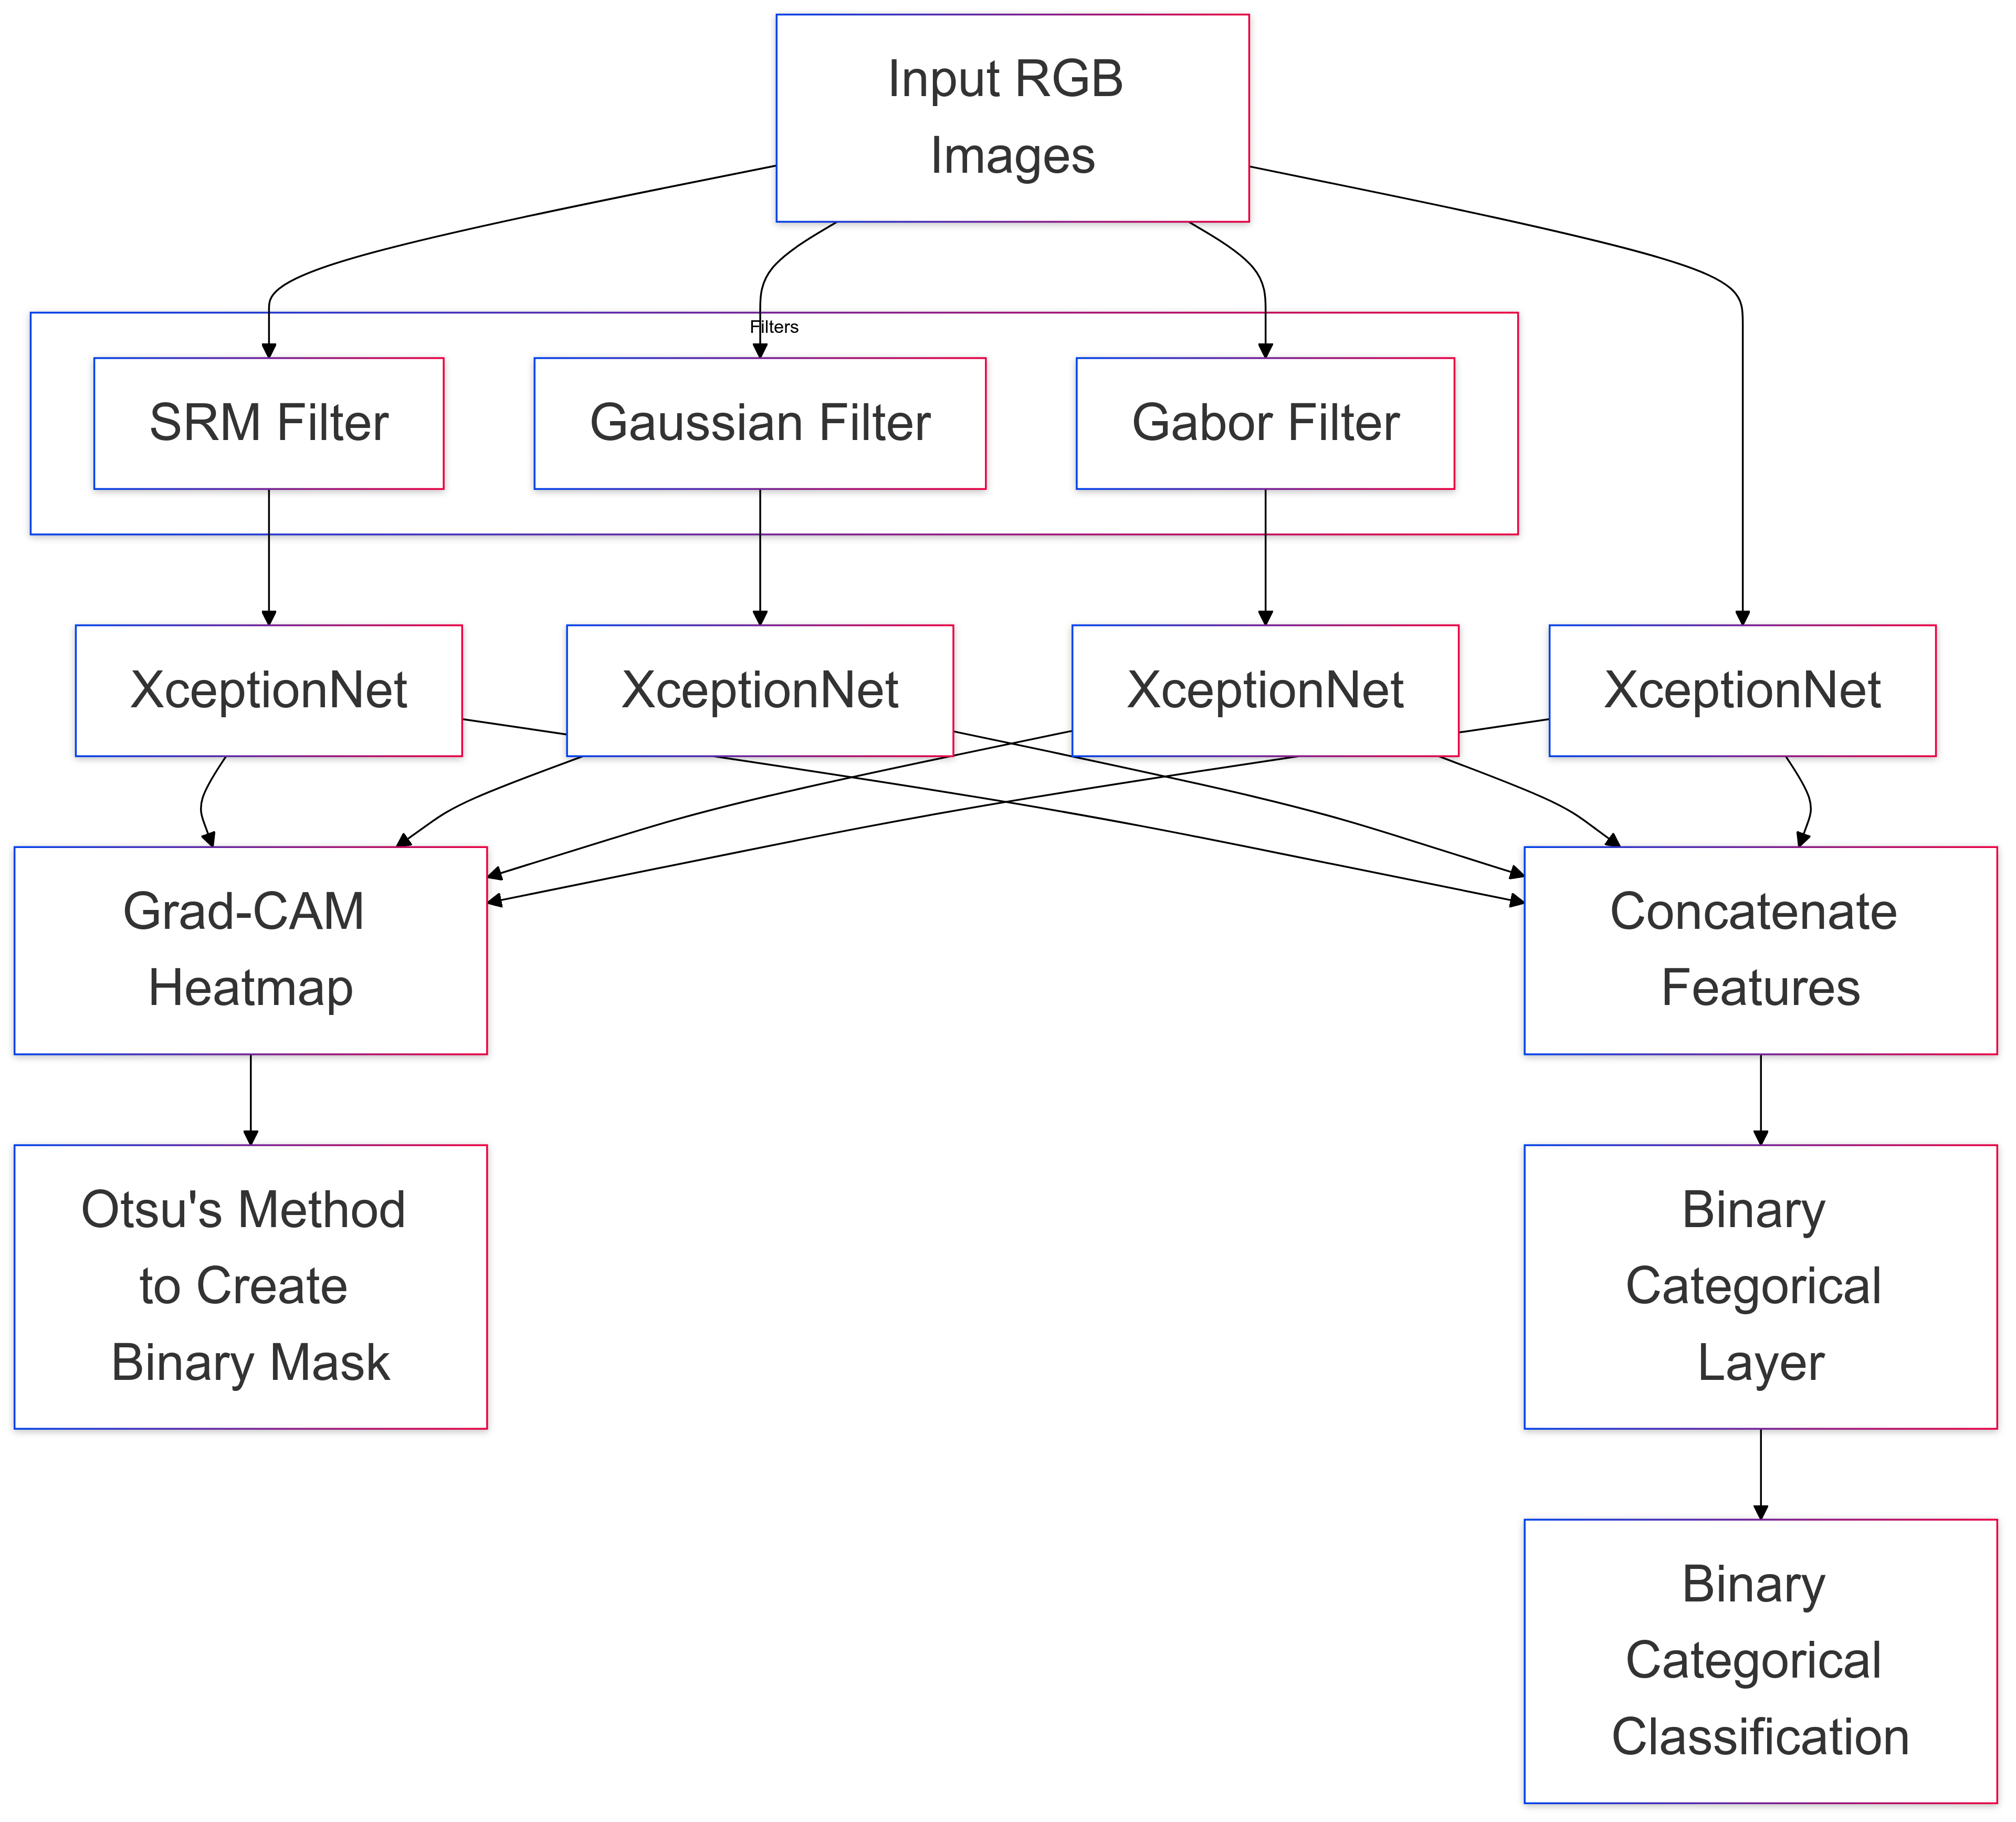 Input RGB
Images
Filters
SRM Filter
Gaussian Filter
Gabor Filter
XceptionNet
XceptionNet
XceptionNet
XceptionNet
Grad-CAM
Heatmap
Concatenate
Features
Otsu's Method
to Create
Binary Mask
Binary
Categorical
Layer
Binary
Categorical
Classification